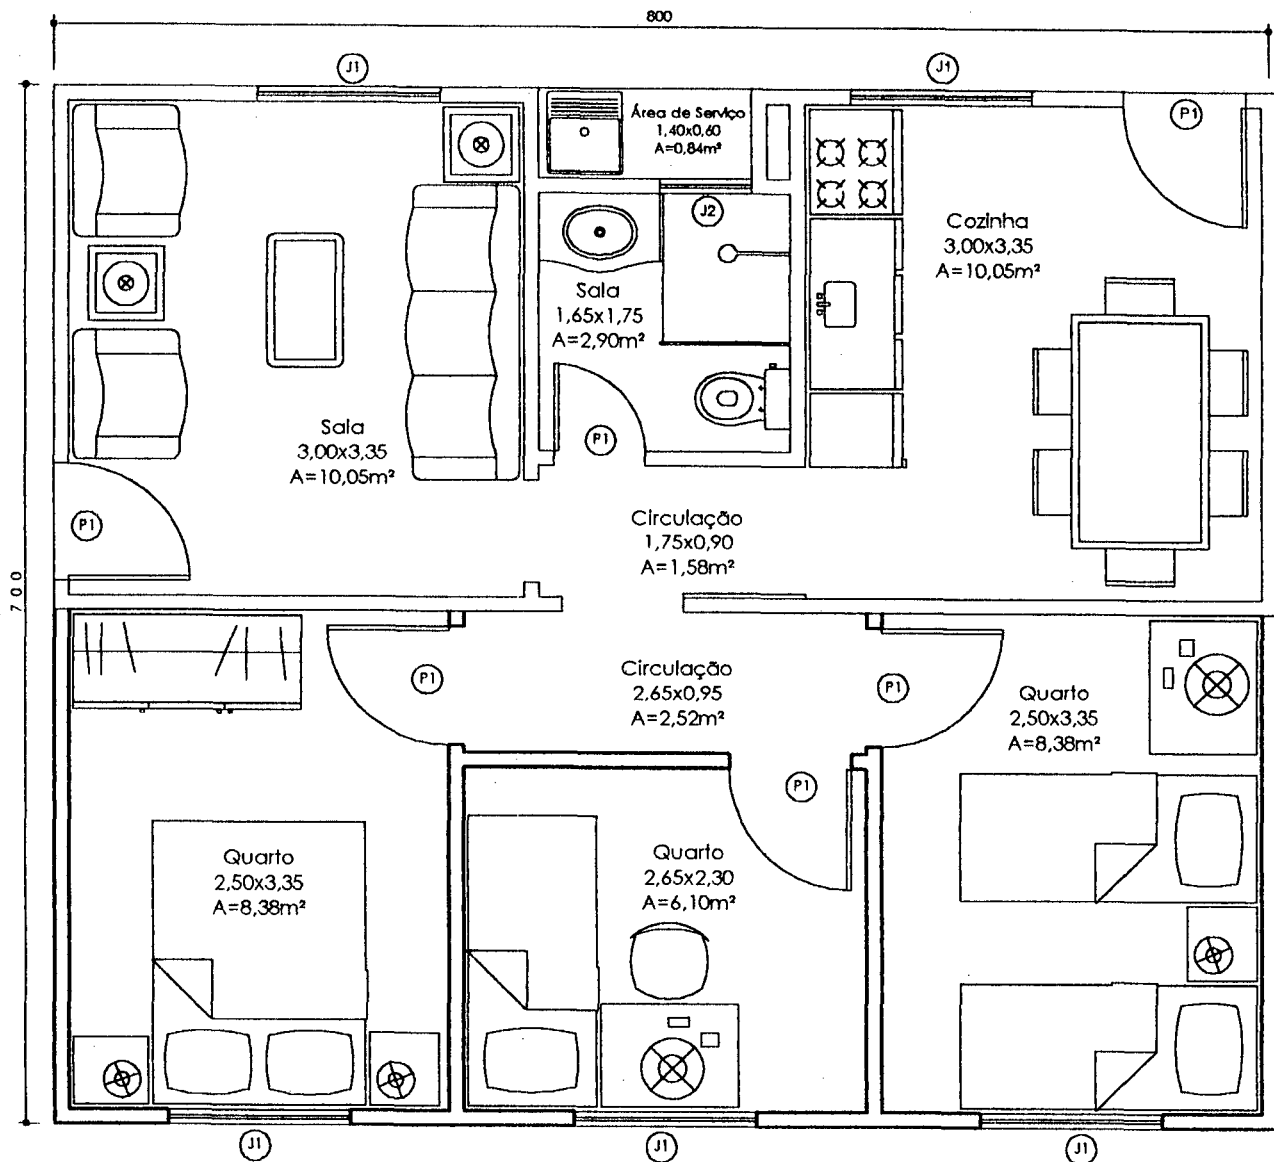 800
J1
J1
Área de Serviço
1,40x0,60
A=0,84m²
P1
J2
Cozinha
3,00x3,35
A=10,05m²
Sala
1,65x1,75
A=2,90m²
Sala
3,00x3,35
A=10,05m²
P1
P1
Circulação
1,75x0,90
A=1,58m²
700
Circulação
2,65x0,95
A=2,52m²
P1
P1
Quarto
2,50x3,35
A=8,38m²
P1
Quarto
2,50x3,35
A=8,38m²
Quarto
2,65x2,30
A=6,10m²
J1
J1
J1